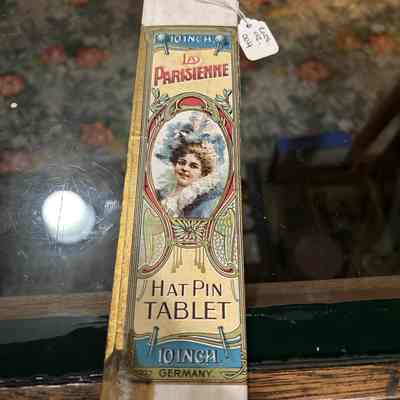 10 INCH.
LA
PARISIENNE
HAT PIN
TABLET
10 INCH.
GERMANY.